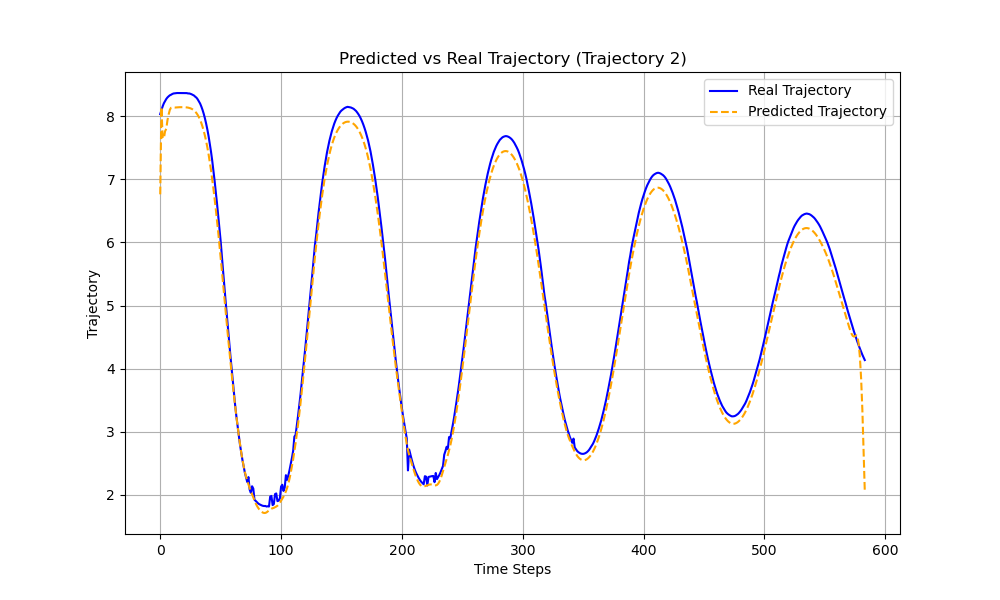 Predicted vs Real Trajectory (Trajectory 2)
Real Trajectory
Predicted Trajectory
8
7
6
5
4
3
2
Trajectory
0 100 200 300 400 500 600
Time Steps